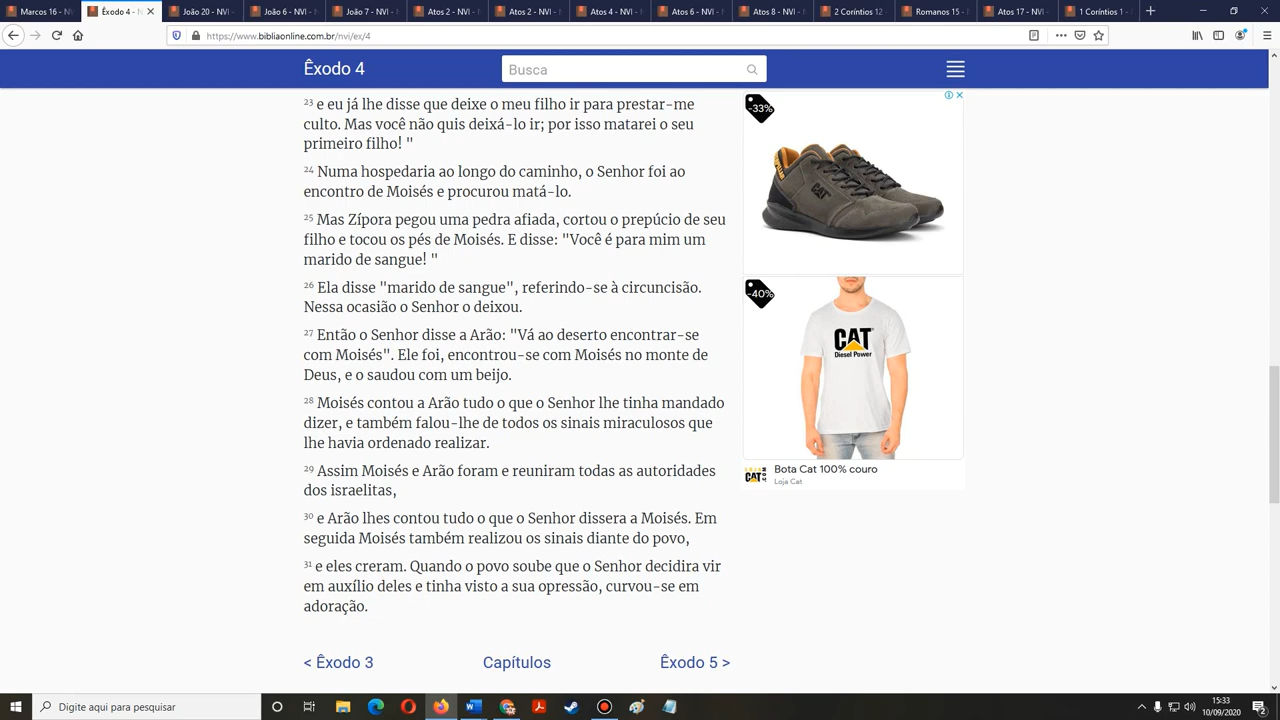 Marcos 16 - NVI
Êxodo 4 - NVI
João 20 - NVI -
João 6 - NVI -
João 7 - NVI -
Atos 2 - NVI -
Atos 2 - NVI -
Atos 4 - NVI -
Atos 6 - NVI -
Atos 8 - NVI -
2 Coríntios 12
Romanos 15 -
Atos 17 - NVI -
1 Coríntios 1 -
https://www.bibliaonline.com.br/nvi/ex/4
Êxodo 4
Busca
23 e eu já lhe disse que deixe o meu filho ir para prestar-me
culto. Mas você não quis deixá-lo ir; por isso matarei o seu
primeiro filho! "
24 Numa hospedaria ao longo do caminho, o Senhor foi ao
encontro de Moisés e procurou matá-lo.
25 Mas Zípora pegou uma pedra afiada, cortou o prepúcio de seu
filho e tocou os pés de Moisés. E disse: "Você é para mim um
marido de sangue! "
26 Ela disse "marido de sangue", referindo-se à circuncisão.
Nessa ocasião o Senhor o deixou.
27 Então o Senhor disse a Arão: "Vá ao deserto encontrar-se
com Moisés". Ele foi, encontrou-se com Moisés no monte de
Deus, e o saudou com um beijo.
28 Moisés contou a Arão tudo o que o Senhor lhe tinha mandado
dizer, e também falou-lhe de todos os sinais miraculosos que
lhe havia ordenado realizar.
29 Assim Moisés e Arão foram e reuniram todas as autoridades
dos israelitas,
30 e Arão lhes contou tudo o que o Senhor dissera a Moisés. Em
seguida Moisés também realizou os sinais diante do povo,
31 e eles creram. Quando o povo soube que o Senhor decidira vir
em auxílio deles e tinha visto a sua opressão, curvou-se em
adoração.
< Êxodo 3
Capítulos
Êxodo 5 >
-33%
CAT
-40%
CAT
Diesel Power
CAT.COM
Bota Cat 100% couro
Loja Cat
Digite aqui para pesquisar
15:33
10/09/2020
2